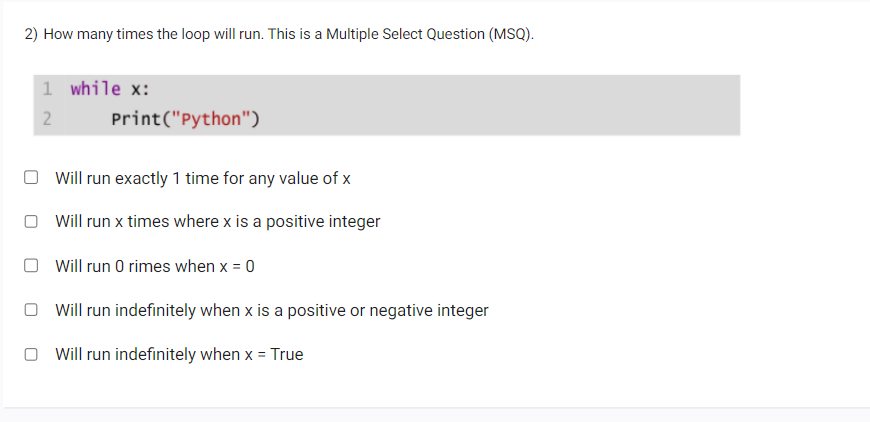 2) How many times the loop will run. This is a Multiple Select Question (MSQ).
1 while x:
2 Print("Python")
Will run exactly 1 time for any value of x
Will run x times where x is a positive integer
Will run 0 rimes when x = 0
Will run indefinitely when x is a positive or negative integer
Will run indefinitely when x = True